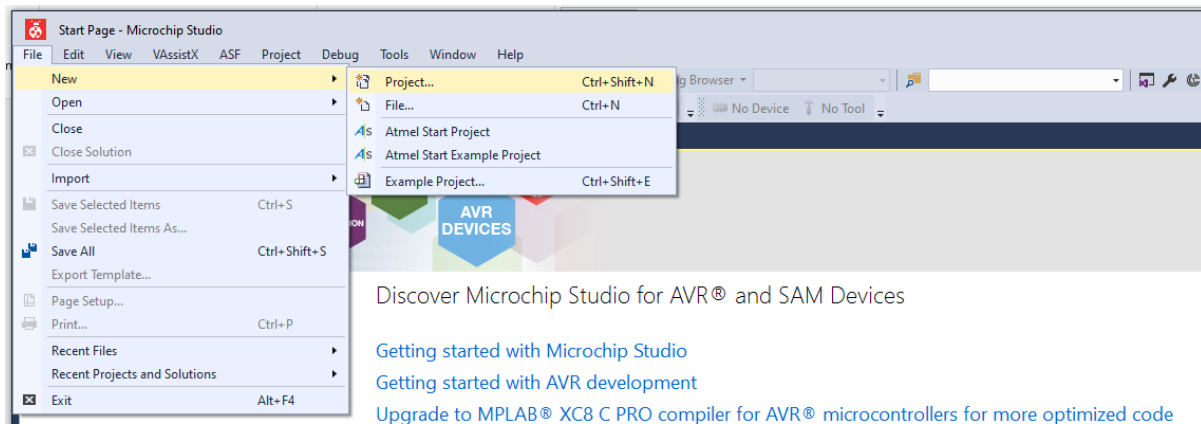 Start Page - Microchip Studio
File Edit View VAssistX ASF Project Debug Tools Window Help
New
Project... Ctrl+Shift+N
g Browser
Open
File... Ctrl+N
No Device No Tool
Close
Atmel Start Project
Close Solution
Atmel Start Example Project
Import
Example Project... Ctrl+Shift+E
Save Selected Items Ctrl+S
Save Selected Items As...
ION
AVR
DEVICES
Save All Ctrl+Shift+S
Export Template...
Page Setup...
Print... Ctrl+P
Recent Files
Recent Projects and Solutions
Exit Alt+F4
Discover Microchip Studio for AVR® and SAM Devices
Getting started with Microchip Studio
Getting started with AVR development
Upgrade to MPLAB® XC8 C PRO compiler for AVR® microcontrollers for more optimized code